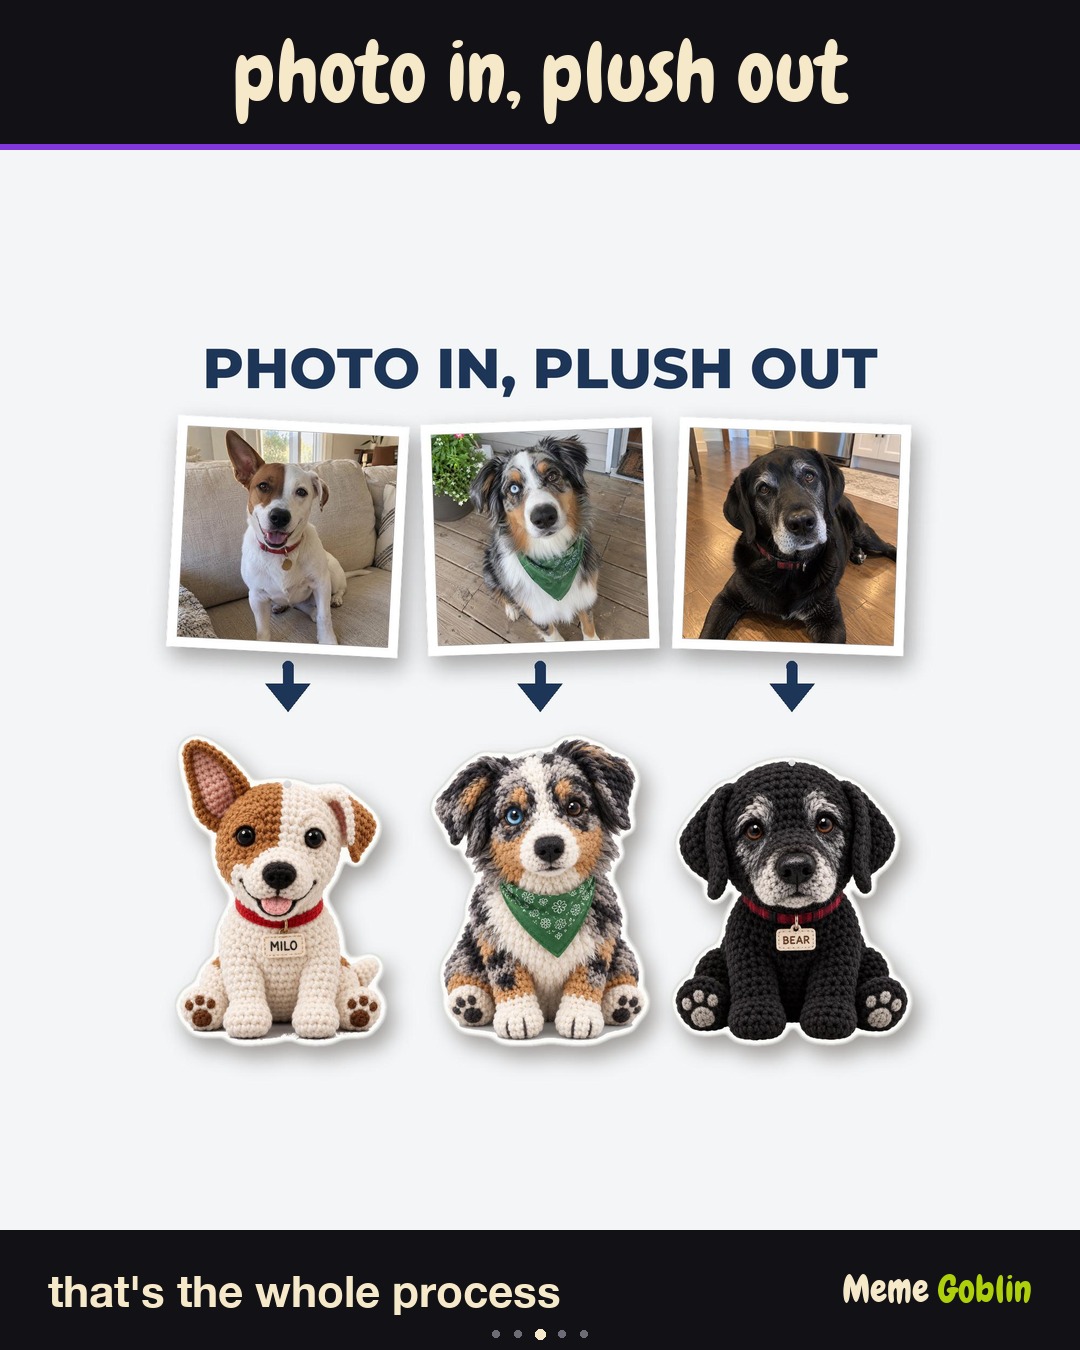 photo in, plush out
PHOTO IN, PLUSH OUT
MILO
BEAR
that's the whole process
Meme Goblin